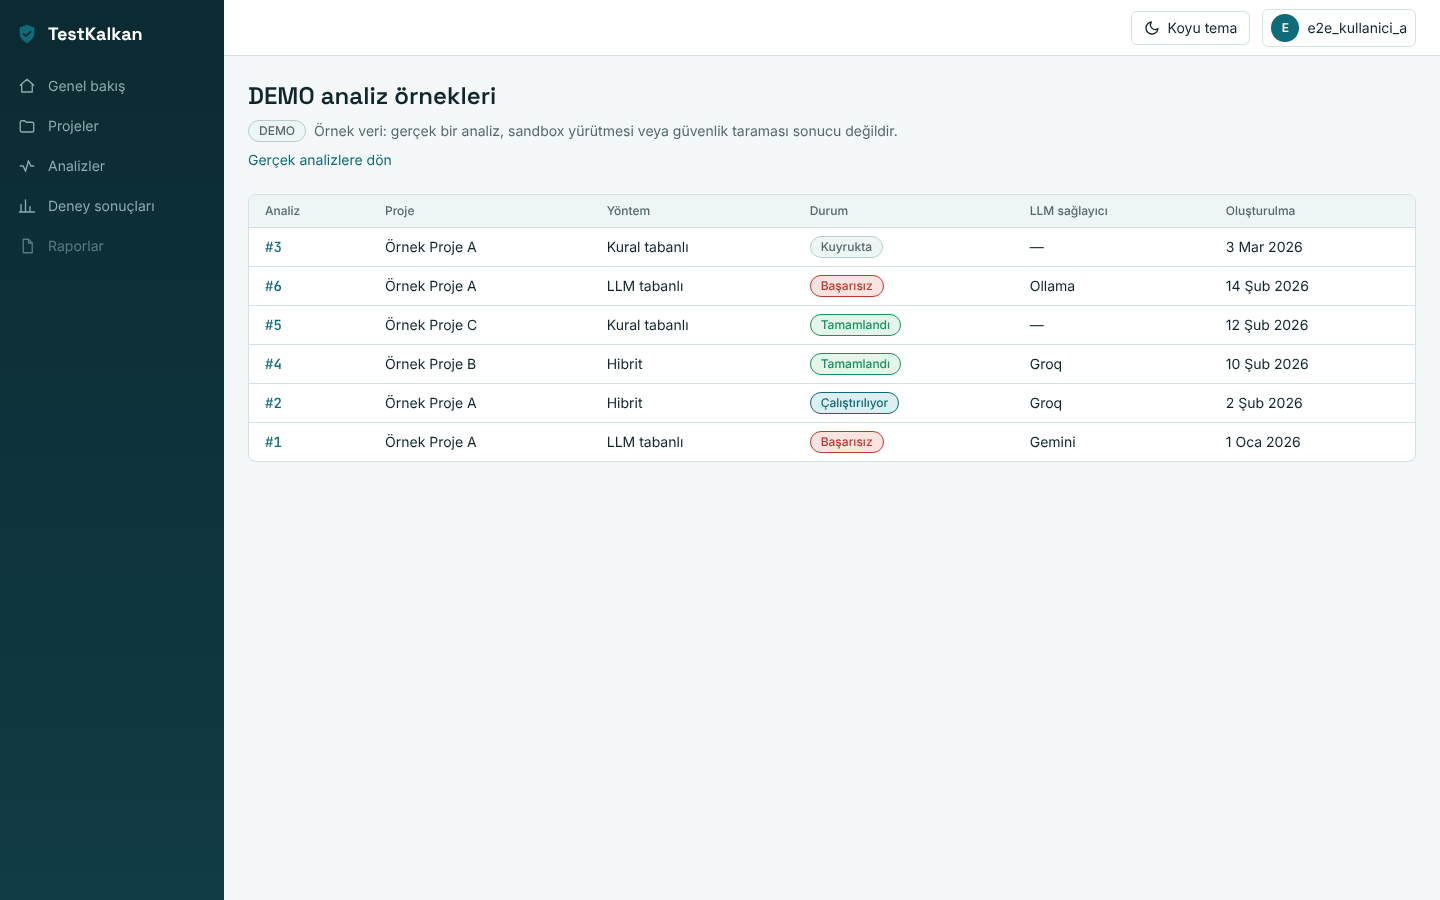 TestKalkan
Genel bakış
Projeler
Analizler
Deney sonuçları
Raporlar
Koyu tema
E e2e_kullanici_a
DEMO analiz örnekleri
DEMO Örnek veri: gerçek bir analiz, sandbox yürütmesi veya güvenlik taraması sonucu değildir.
Gerçek analizlere dön
Analiz Proje Yöntem Durum LLM sağlayıcı Oluşturulma
#3 Örnek Proje A Kural tabanlı Kuyrukta — 3 Mar 2026
#6 Örnek Proje A LLM tabanlı Başarısız Ollama 14 Şub 2026
#5 Örnek Proje C Kural tabanlı Tamamlandı — 12 Şub 2026
#4 Örnek Proje B Hibrit Tamamlandı Groq 10 Şub 2026
#2 Örnek Proje A Hibrit Çalıştırılıyor Groq 2 Şub 2026
#1 Örnek Proje A LLM tabanlı Başarısız Gemini 1 Oca 2026